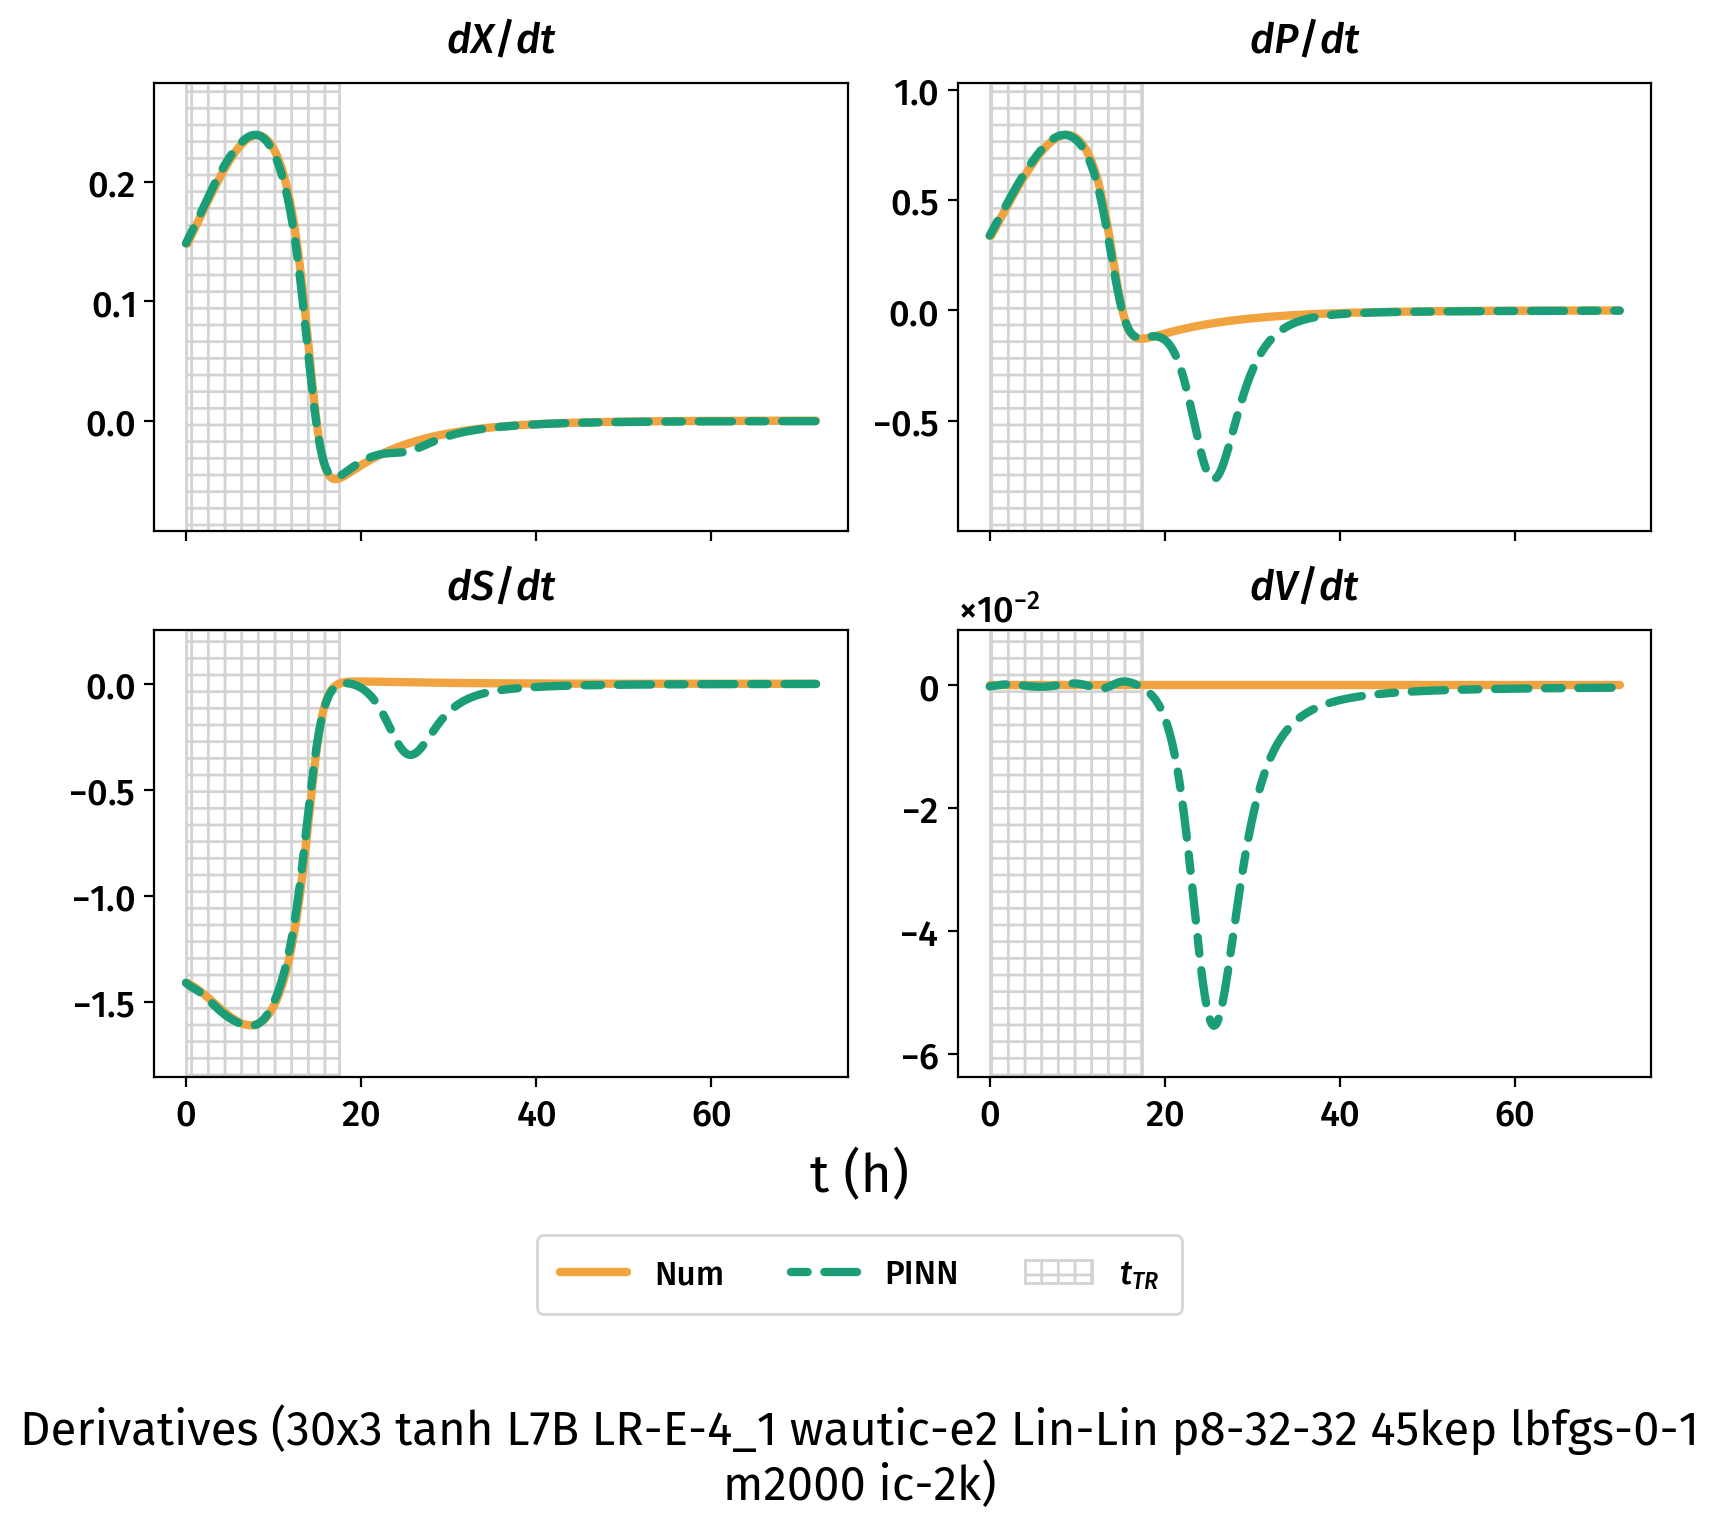 dX/dt
dP/dt
0.2
0.1
0.0
1.0
0.5
0.0
−0.5
dS/dt
dV/dt
×10⁻²
0.0
−0.5
−1.0
−1.5
0
−2
−4
−6
0 20 40 60
0 20 40 60
t (h)
Num PINN t_TR
Derivatives (30x3 tanh L7B LR-E-4_1 wautic-e2 Lin-Lin p8-32-32 45kep lbfgs-0-1
m2000 ic-2k)